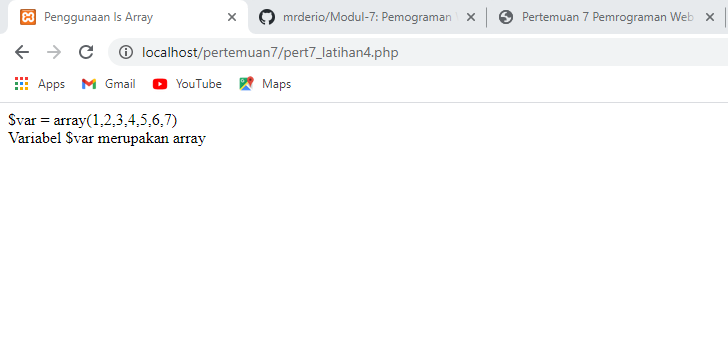 Penggunaan Is Array
mrderio/Modul-7: Pemograman
Pertemuan 7 Pemrograman Web
localhost/pertemuan7/pert7_latihan4.php
Apps
Gmail
YouTube
Maps
$var = array(1,2,3,4,5,6,7)
Variabel $var merupakan array